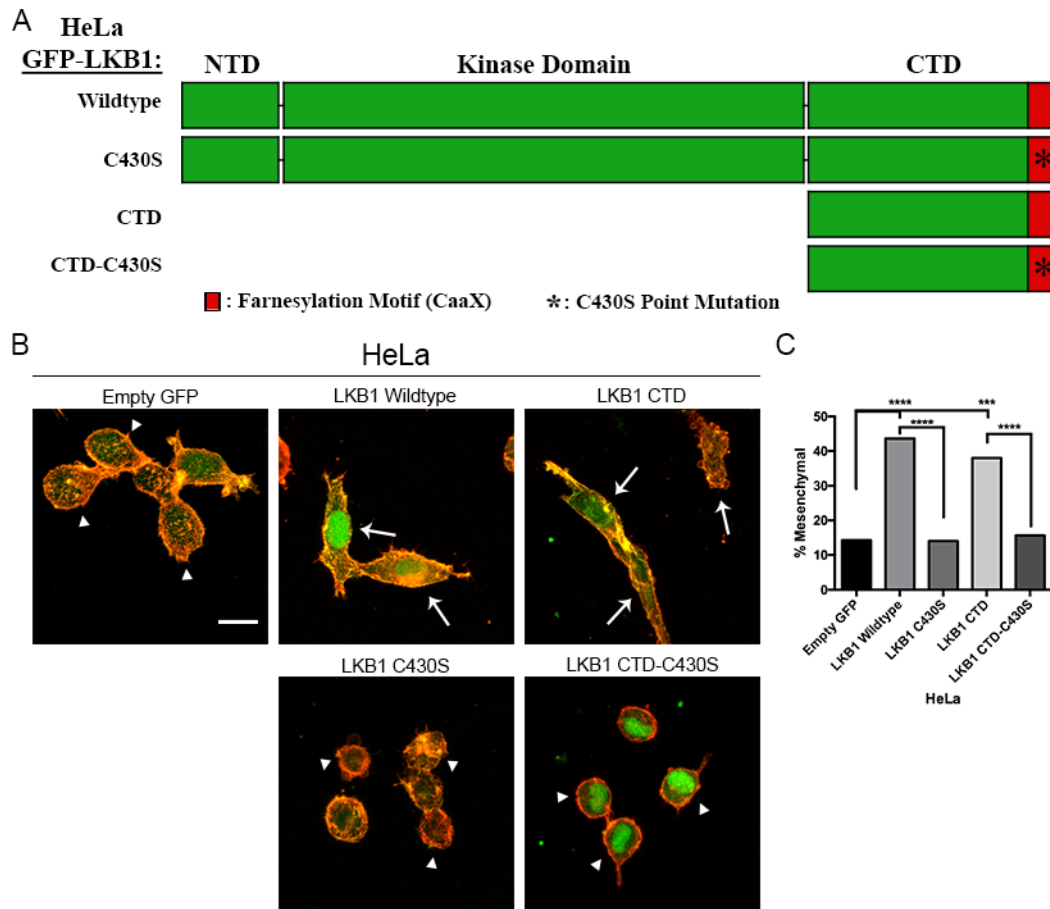 A
HeLa
GFP-LKB1:
NTD Kinase Domain CTD
Wildtype
C430S
*
CTD
CTD-C430S
*
: Farnesylation Motif (CaaX) *: C430S Point Mutation
B
HeLa
Empty GFP LKB1 Wildtype LKB1 CTD
LKB1 C430S LKB1 CTD-C430S
C
**** ***
**** ****
% Mesenchymal
50
40
30
20
10
0
Empty GFP
LKB1 Wildtype
LKB1 C430S
LKB1 CTD
LKB1 CTD-C430S
HeLa